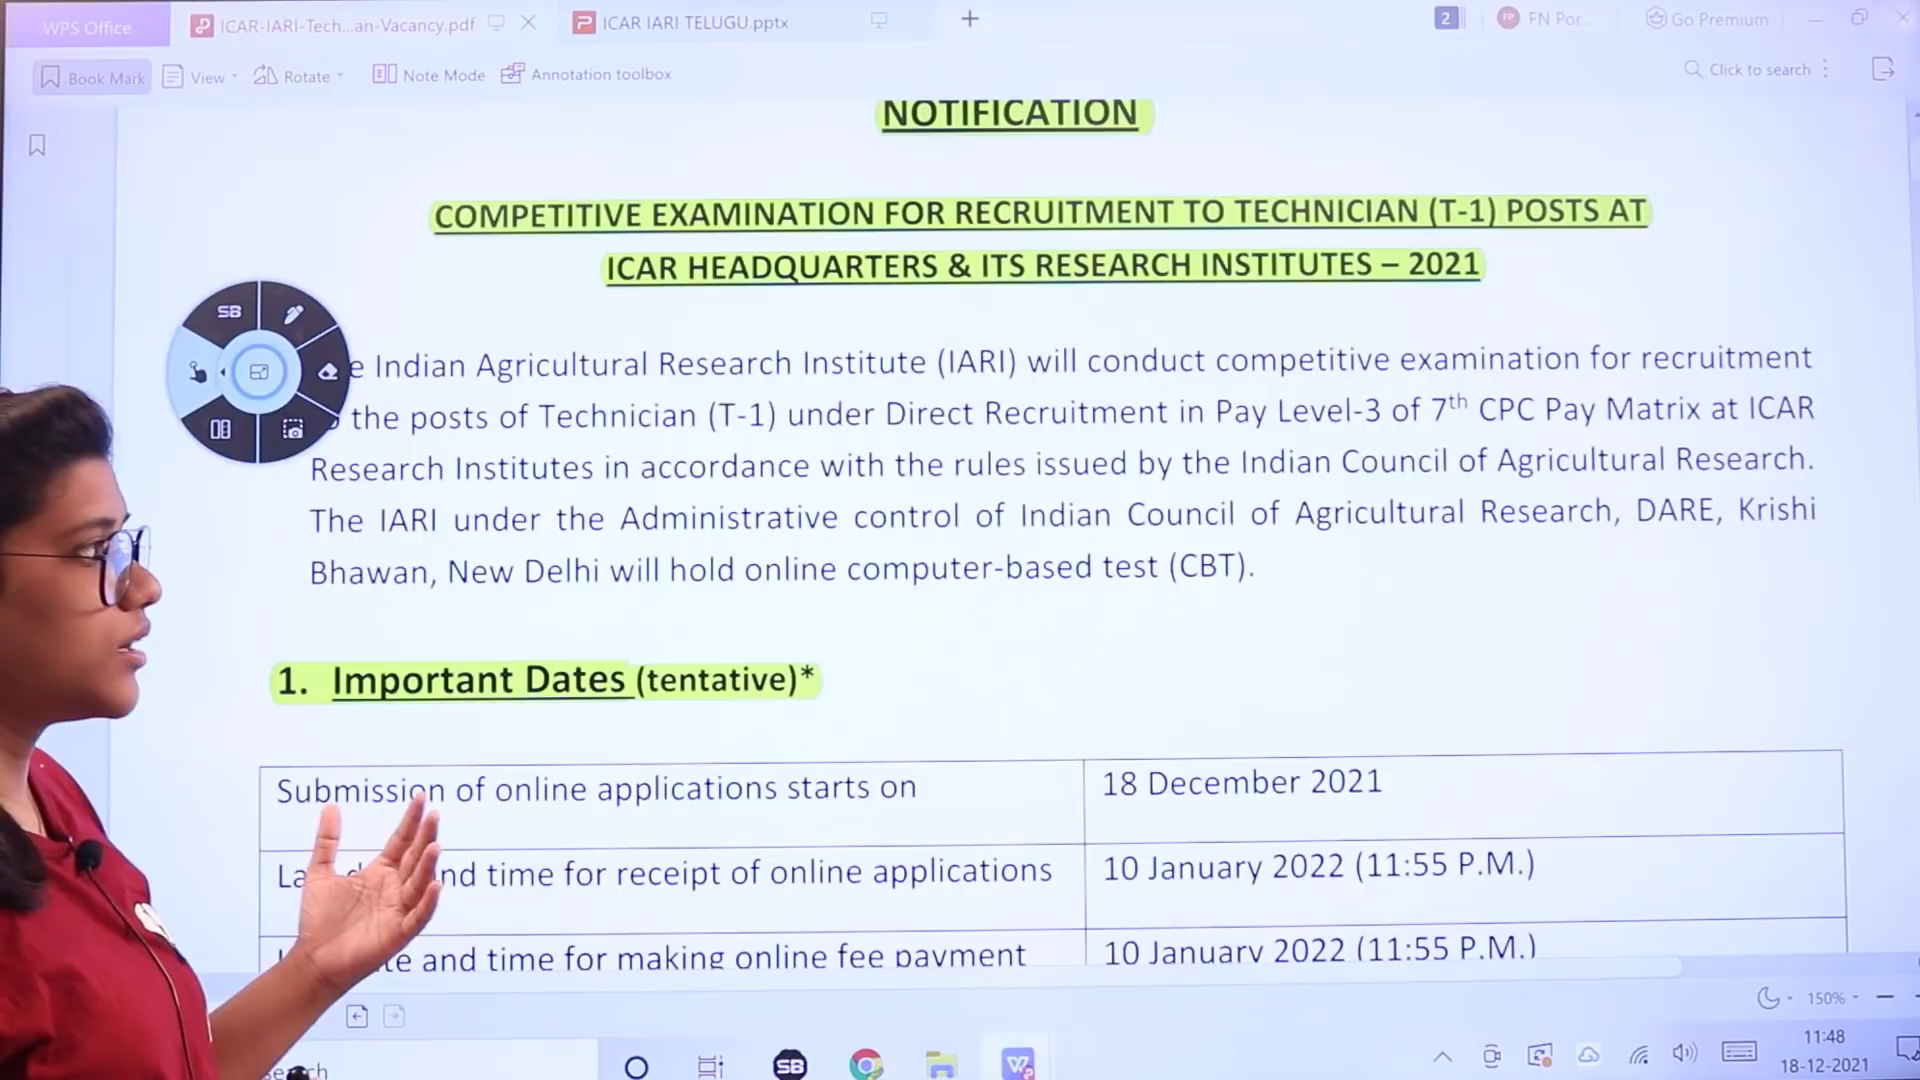 WPS Office
ICAR-IARI-Tech...an-Vacancy.pdf
ICAR IARI TELUGU.pptx
2
FP
FN Por...
Go Premium
Book Mark
View
Rotate
Note Mode
Annotation toolbox
Click to search
NOTIFICATION
COMPETITIVE EXAMINATION FOR RECRUITMENT TO TECHNICIAN (T-1) POSTS AT
ICAR HEADQUARTERS & ITS RESEARCH INSTITUTES – 2021
SB
e Indian Agricultural Research Institute (IARI) will conduct competitive examination for recruitment
the posts of Technician (T-1) under Direct Recruitment in Pay Level-3 of 7th CPC Pay Matrix at ICAR
Research Institutes in accordance with the rules issued by the Indian Council of Agricultural Research.
The IARI under the Administrative control of Indian Council of Agricultural Research, DARE, Krishi
Bhawan, New Delhi will hold online computer-based test (CBT).
1. Important Dates (tentative)*
Submission of online applications starts on
18 December 2021
La nd time for receipt of online applications
10 January 2022 (11:55 P.M.)
te and time for making online fee payment
10 January 2022 (11:55 P.M.)
150%
SB
11:48
18-12-2021